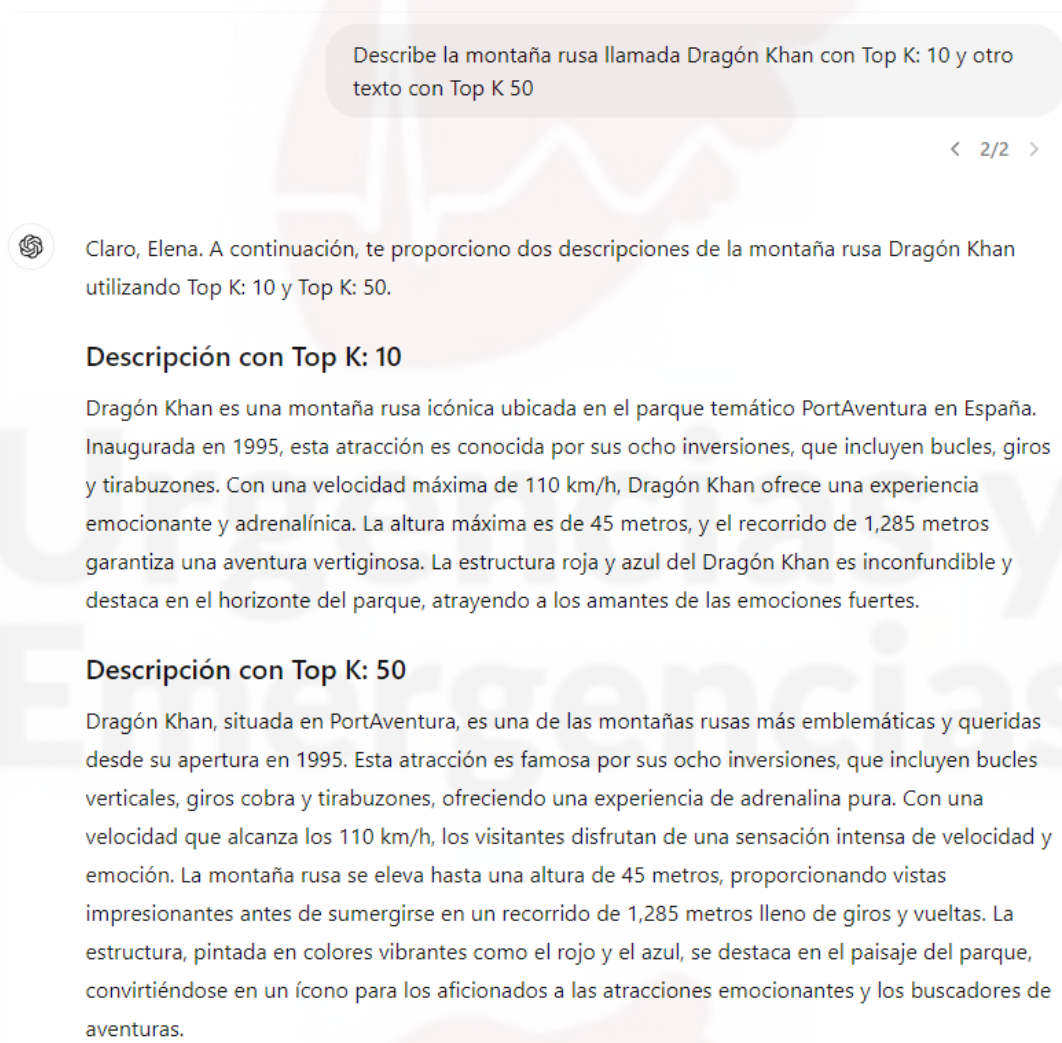 Describe la montaña rusa llamada Dragón Khan con Top K: 10 y otro
texto con Top K 50
< 2/2 >
Claro, Elena. A continuación, te proporciono dos descripciones de la montaña rusa Dragón Khan
utilizando Top K: 10 y Top K: 50.
Descripción con Top K: 10
Dragón Khan es una montaña rusa icónica ubicada en el parque temático PortAventura en España.
Inaugurada en 1995, esta atracción es conocida por sus ocho inversiones, que incluyen bucles, giros
y tirabuzones. Con una velocidad máxima de 110 km/h, Dragón Khan ofrece una experiencia
emocionante y adrenalínica. La altura máxima es de 45 metros, y el recorrido de 1,285 metros
garantiza una aventura vertiginosa. La estructura roja y azul del Dragón Khan es inconfundible y
destaca en el horizonte del parque, atrayendo a los amantes de las emociones fuertes.
Descripción con Top K: 50
Dragón Khan, situada en PortAventura, es una de las montañas rusas más emblemáticas y queridas
desde su apertura en 1995. Esta atracción es famosa por sus ocho inversiones, que incluyen bucles
verticales, giros cobra y tirabuzones, ofreciendo una experiencia de adrenalina pura. Con una
velocidad que alcanza los 110 km/h, los visitantes disfrutan de una sensación intensa de velocidad y
emoción. La montaña rusa se eleva hasta una altura de 45 metros, proporcionando vistas
impresionantes antes de sumergirse en un recorrido de 1,285 metros lleno de giros y vueltas. La
estructura, pintada en colores vibrantes como el rojo y el azul, se destaca en el paisaje del parque,
convirtiéndose en un ícono para los aficionados a las atracciones emocionantes y los buscadores de
aventuras.
Urgencias y
Emergencias